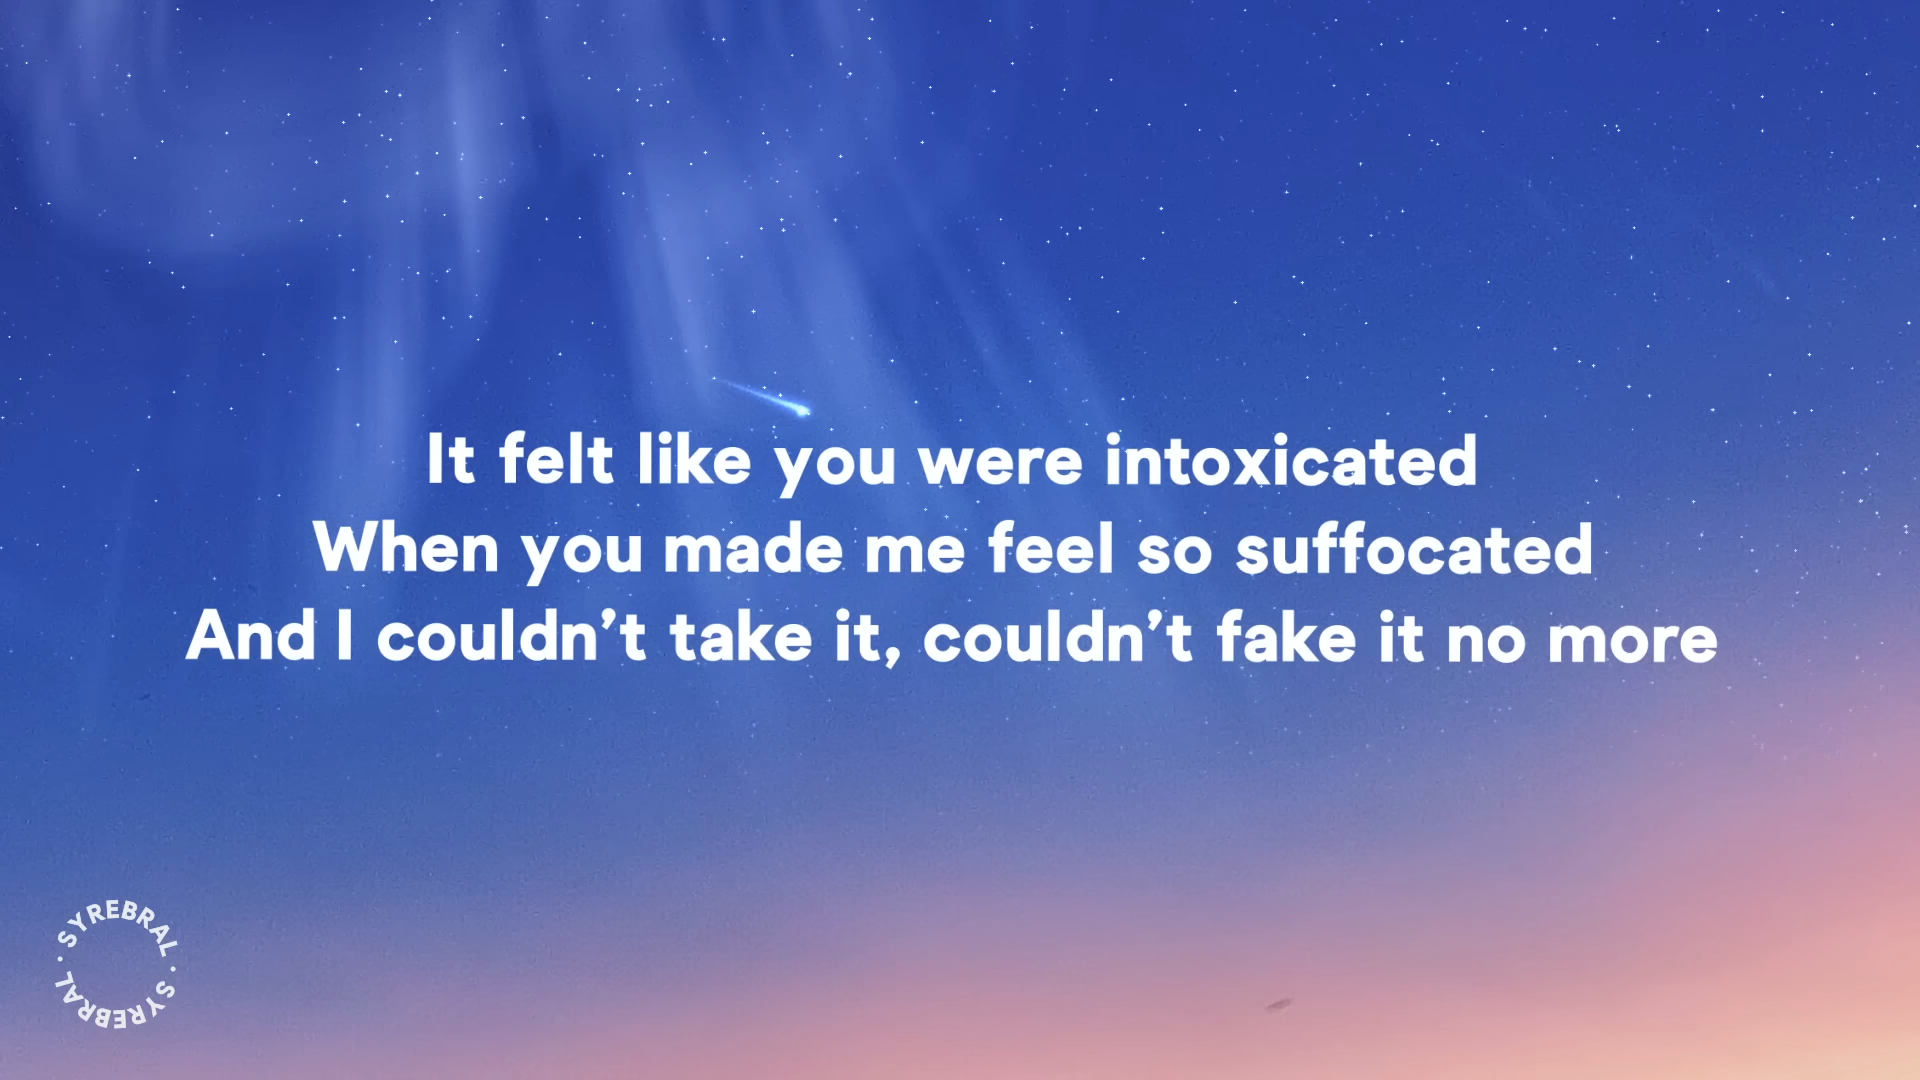 It felt like you were intoxicated
When you made me feel so suffocated
And I couldn’t take it, couldn’t fake it no more
SYREBRAL · SYREBRAL ·